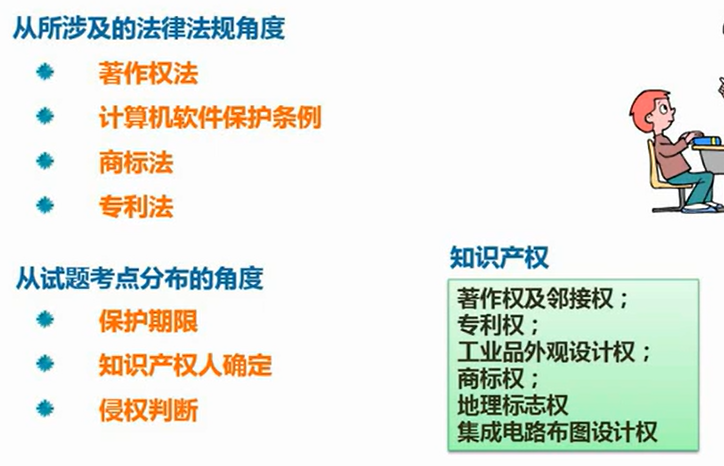 从所涉及的法律法规角度
著作权法
计算机软件保护条例
商标法
专利法
从试题考点分布的角度
保护期限
知识产权人确定
侵权判断
知识产权
著作权及邻接权；
专利权；
工业品外观设计权；
商标权；
地理标志权
集成电路布图设计权